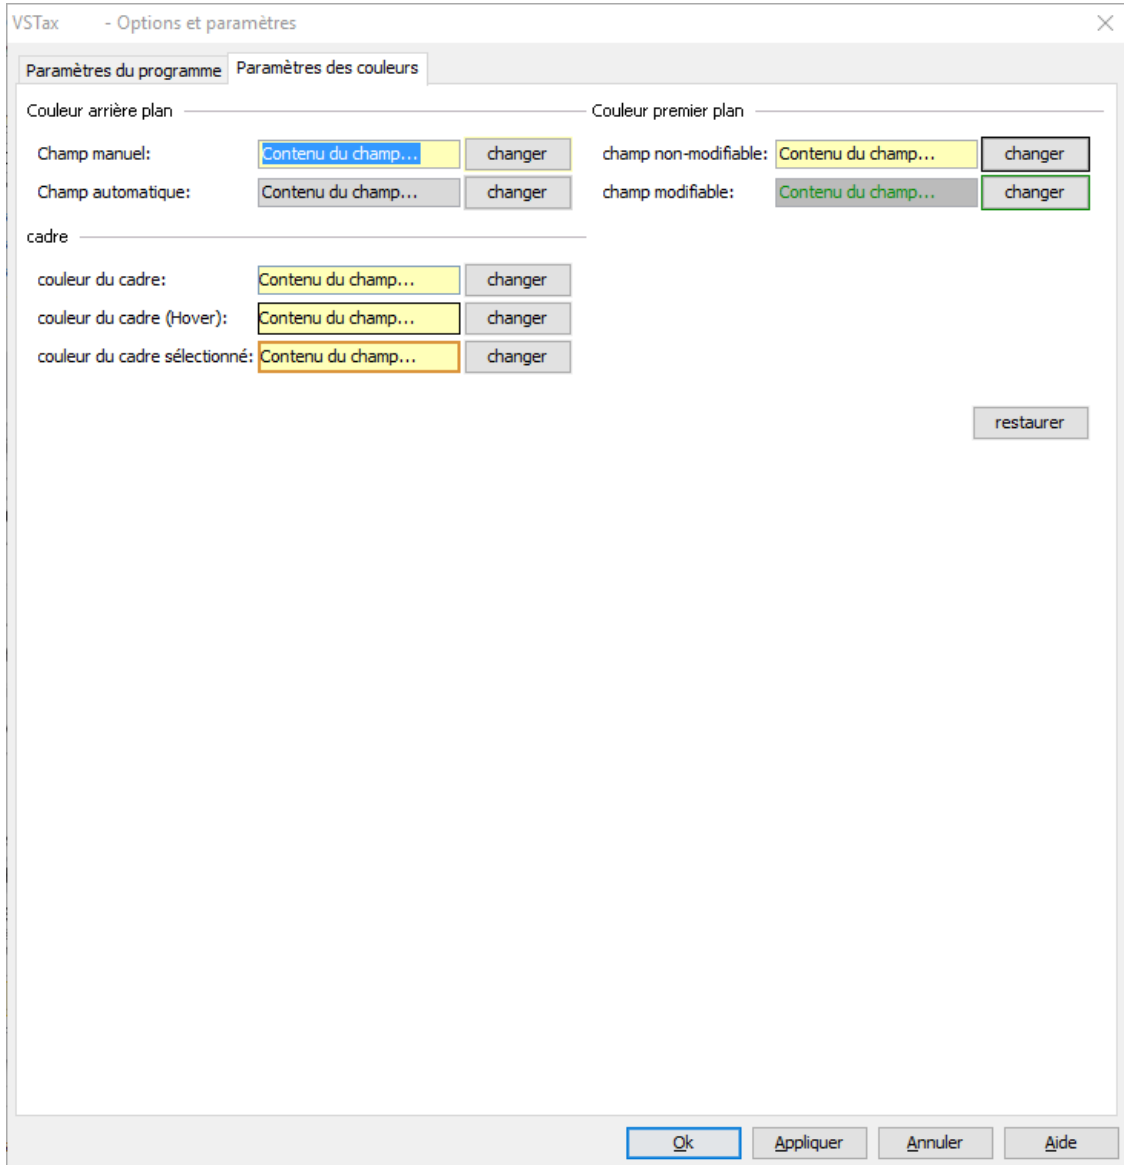 VSTax - Options et paramètres
Paramètres du programme Paramètres des couleurs
Couleur arrière plan
Champ manuel: Contenu du champ... changer
Champ automatique: Contenu du champ... changer
cadre
couleur du cadre: Contenu du champ... changer
couleur du cadre (Hover): Contenu du champ... changer
couleur du cadre sélectionné: Contenu du champ... changer
Couleur premier plan
champ non-modifiable: Contenu du champ... changer
champ modifiable: Contenu du champ... changer
restaurer
Ok Appliquer Annuler Aide